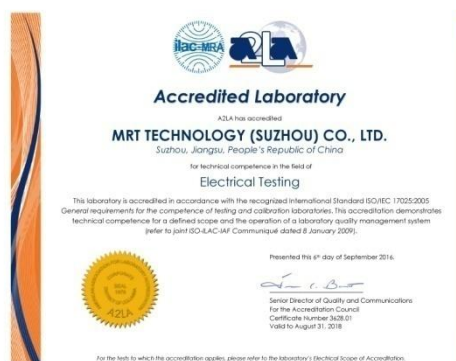 ilac-MRA
A2LA
Accredited Laboratory
A2LA has accredited
MRT TECHNOLOGY (SUZHOU) CO., LTD.
Suzhou, Jiangsu, People's Republic of China
for technical competence in the field of
Electrical Testing
This laboratory is accredited in accordance with the recognized International Standard ISO/IEC 17025:2005
General requirements for the competence of testing and calibration laboratories. This accreditation demonstrates
technical competence for a defined scope and the operation of a laboratory quality management system
(refer to joint ISO-ILAC-IAF Communiqué dated 8 January 2009).
Presented this 6th day of September 2016.
Senior Director of Quality and Communications
For the Accreditation Council
Certificate Number 3628.01
Valid to August 31, 2018
SEAL
1978
A2LA
For the tests to which the accreditation applies, please refer to the laboratory's Electrical Scope of Accreditation.